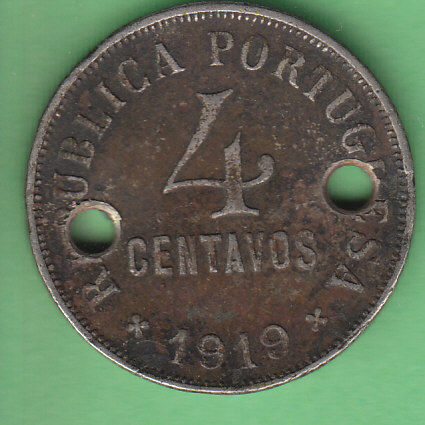 REPUBLICA PORTUGUESA
4
CENTAVOS
* 1919 *